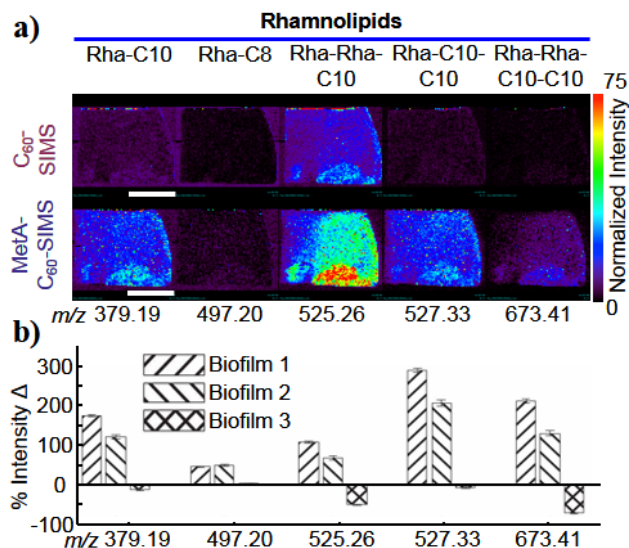 a)
Rhamnolipids
Rha-C10
Rha-C8
Rha-Rha-
C10
Rha-C10-
C10
Rha-Rha-
C10-C10
C60–
SIMS
MetA-
C60–SIMS
75
Normalized Intensity
0
m/z 379.19 497.20 525.26 527.33 673.41
b)
% Intensity Δ
300
200
100
0
-100
Biofilm 1
Biofilm 2
Biofilm 3
m/z 379.19 497.20 525.26 527.33 673.41